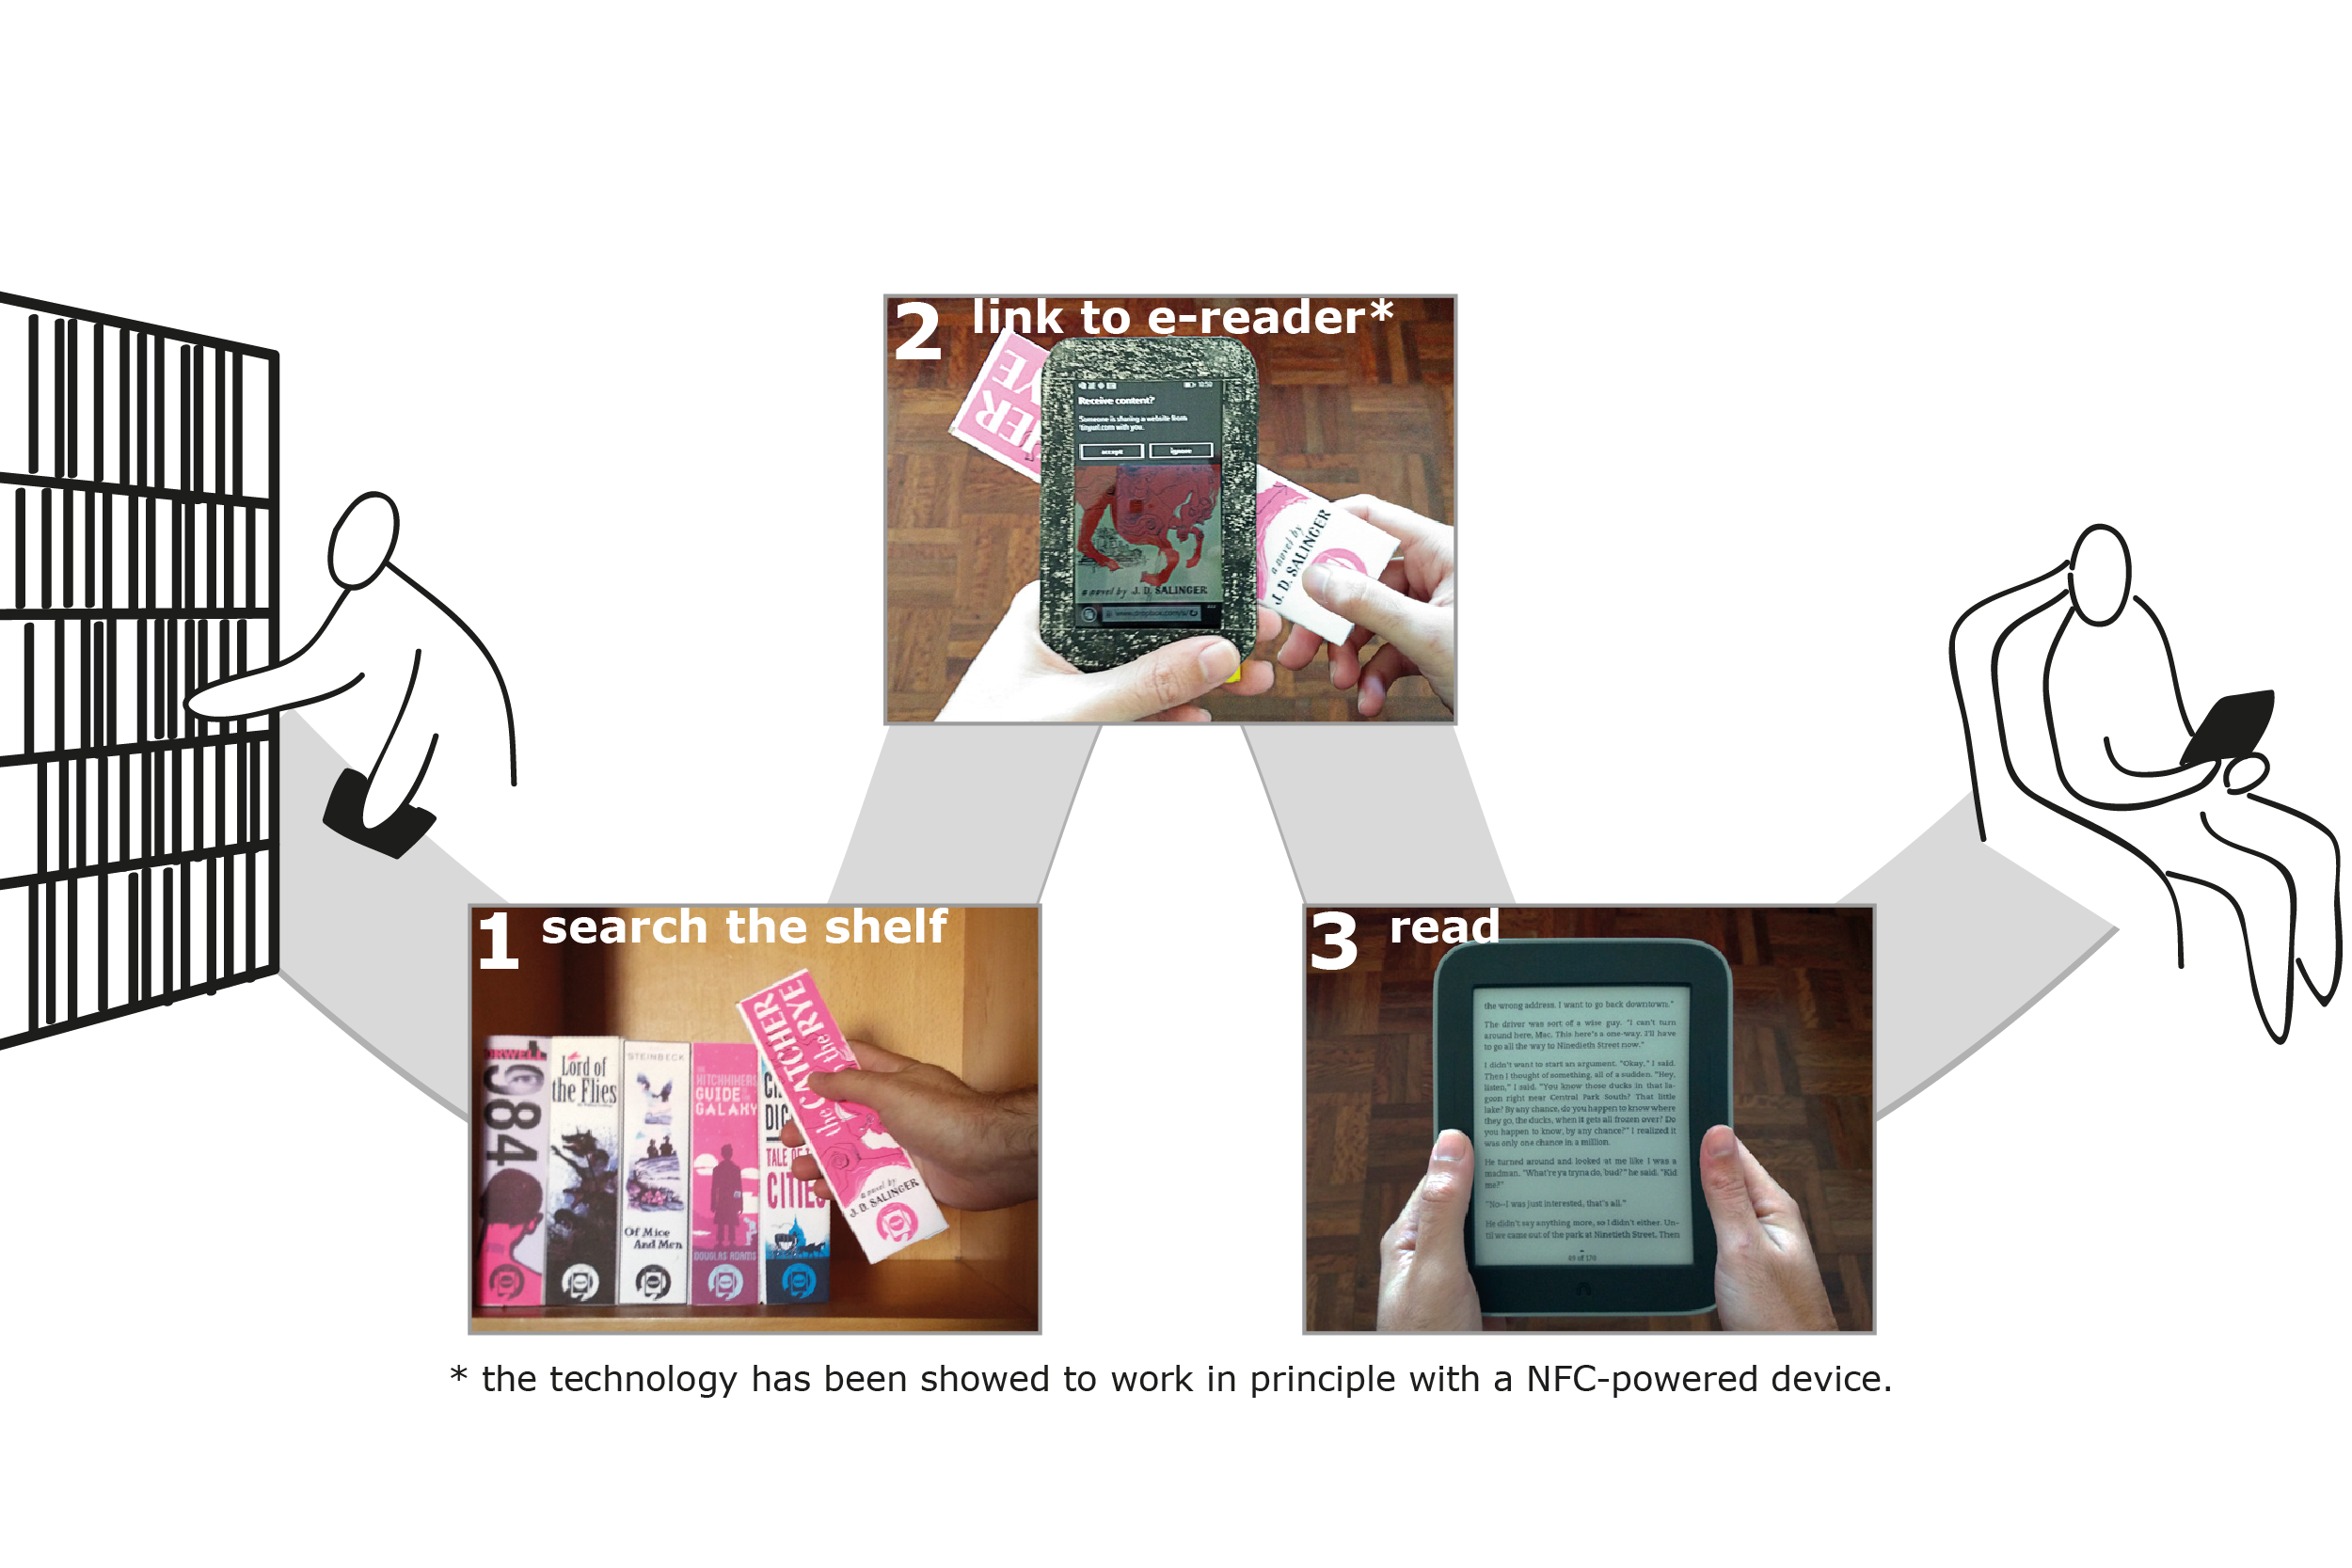 2 link to e-reader*
HER
YE
Receive content?
Someone is sharing a website from
tinyurl.com with you.
accept
ignore
a novel by J. D. SALINGER
www.dropbox.com/s/
a novel by
J. D. SALINGER
1 search the shelf
ORWELL
1984
Lord of
the Flies
STEINBECK
Of Mice
And Men
HITCHHIKERS
GUIDE
GALAXY
DOUGLAS ADAMS
TALE OF
CITIES
the CATCHER
in the RYE
a novel by
J. D. SALINGER
3 read
the wrong address. I want to go back downtown."
The driver was sort of a wise guy. "I can't turn
around here, Mac. This here's a one-way. I'll have
to go all the way to Ninedieth Street now."
I didn't want to start an argument. "Okay," I said.
Then I thought of something, all of a sudden. "Hey,
listen," I said. "You know those ducks in that la-
goon right near Central Park South? That little
lake? By any chance, do you happen to know where
they go, the ducks, when it gets all frozen over? Do
you happen to know, by any chance?" I realized it
was only one chance in a million.
He turned around and looked at me like I was a
madman. "What're ya tryna do, bud?" he said. "Kid
me?"
"No—I was just interested, that's all."
He didn't say anything more, so I didn't either. Un-
til we came out of the park at Ninetieth Street. Then
69 of 170
* the technology has been showed to work in principle with a NFC-powered device.